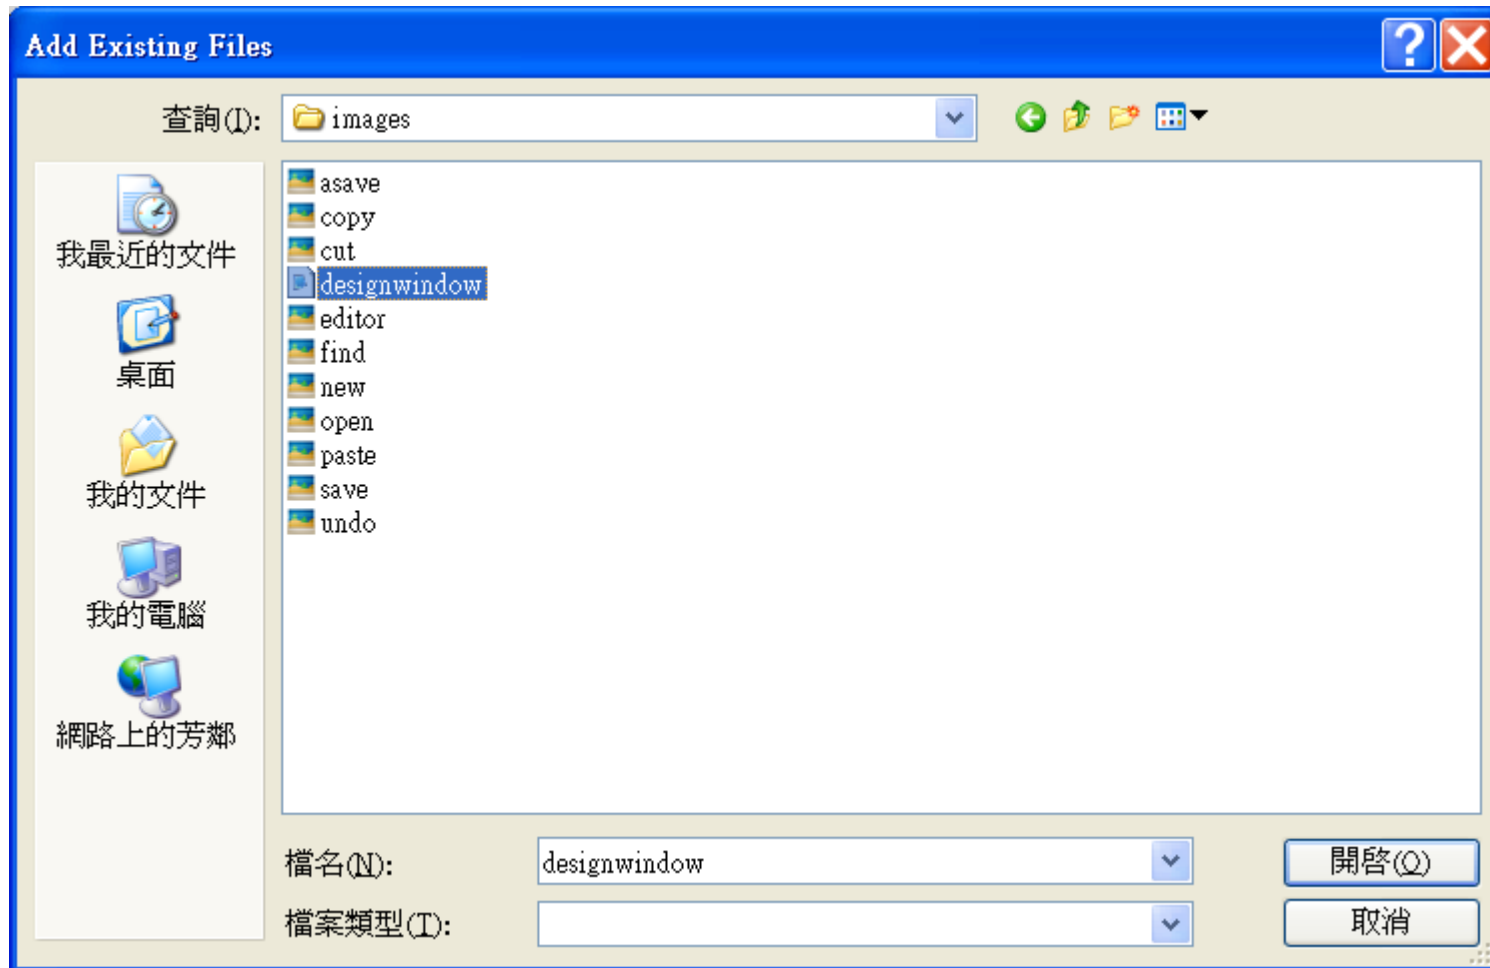 Add Existing Files
查詢(I):
images
我最近的文件
桌面
我的文件
我的電腦
網路上的芳鄰
asave
copy
cut
designwindow
editor
find
new
open
paste
save
undo
檔名(N):
designwindow
開啓(O)
檔案類型(T):
取消